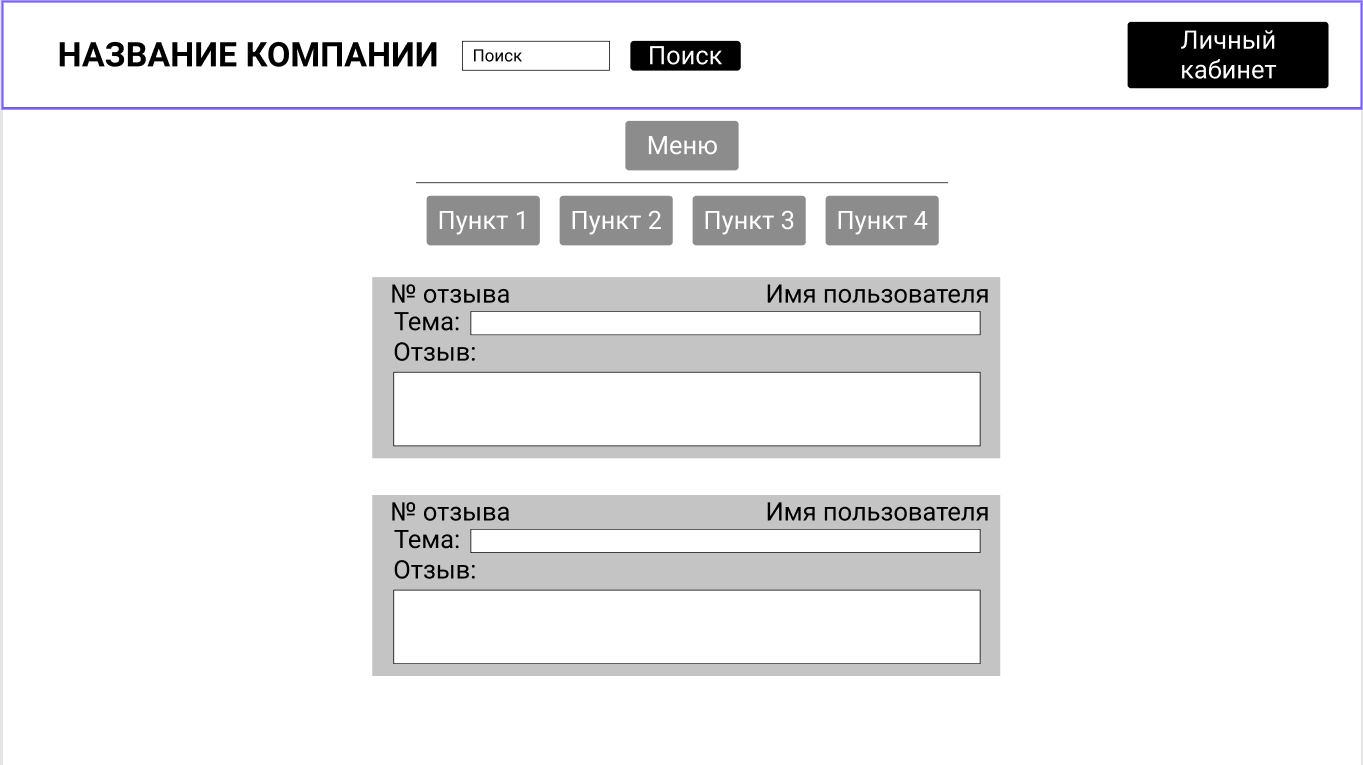 НАЗВАНИЕ КОМПАНИИ Поиск Поиск Личный кабинет
Меню
Пункт 1 Пункт 2 Пункт 3 Пункт 4
№ отзыва Имя пользователя
Тема:
Отзыв:
№ отзыва Имя пользователя
Тема:
Отзыв: